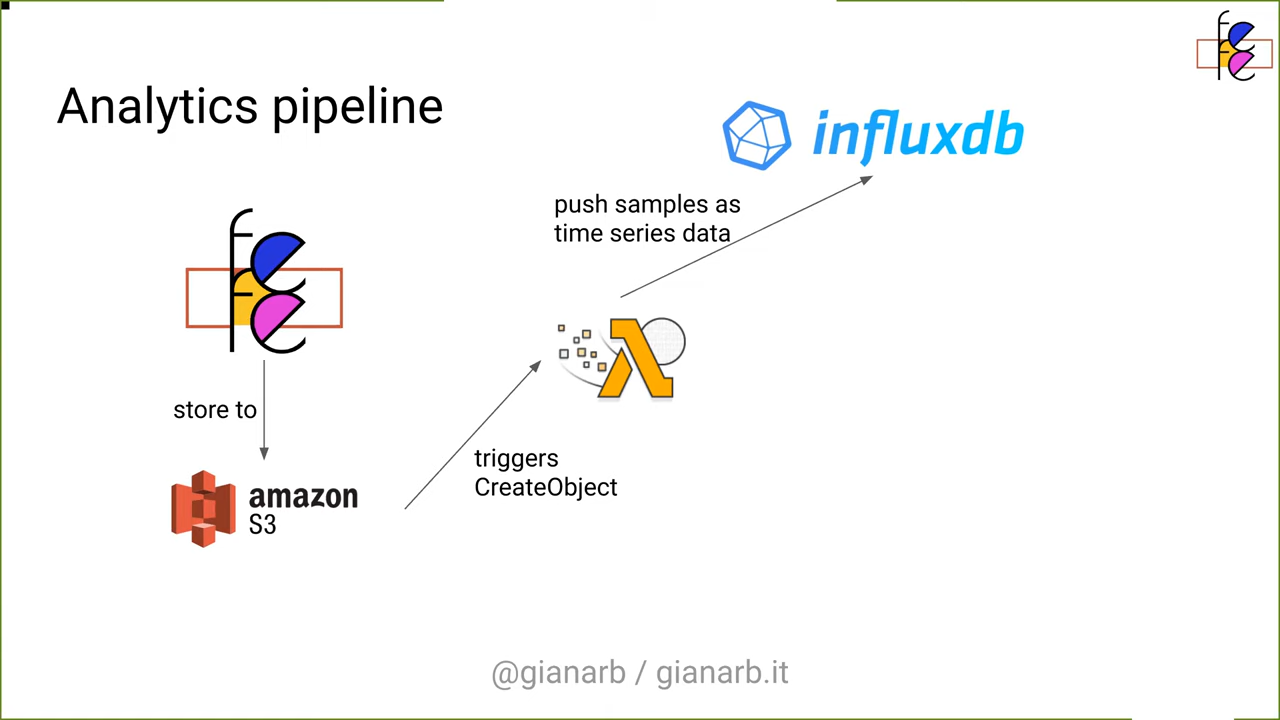 Analytics pipeline
influxdb
push samples as
time series data
store to
triggers
CreateObject
amazon
S3
@gianarb / gianarb.it